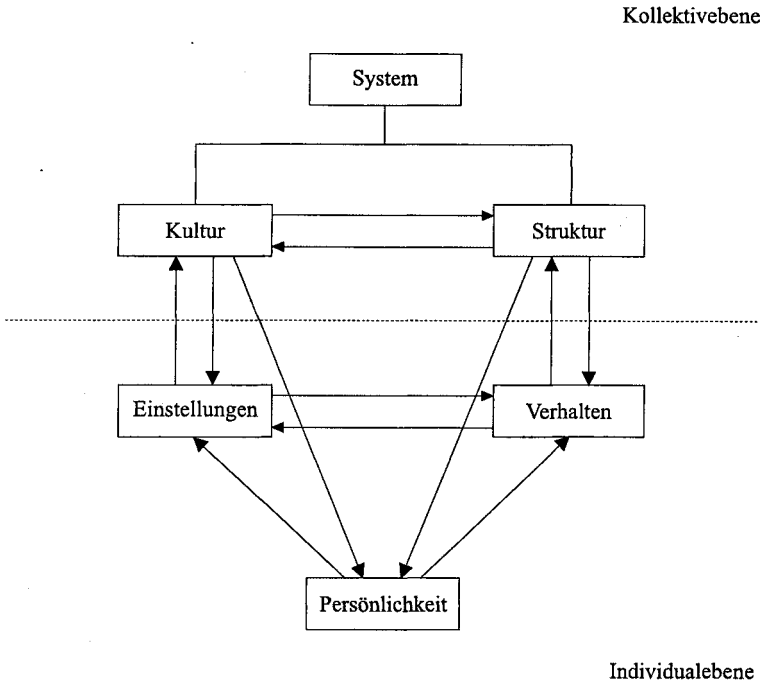 Kollektivebene
System
Kultur
Struktur
Einstellungen
Verhalten
Persönlichkeit
Individualebene